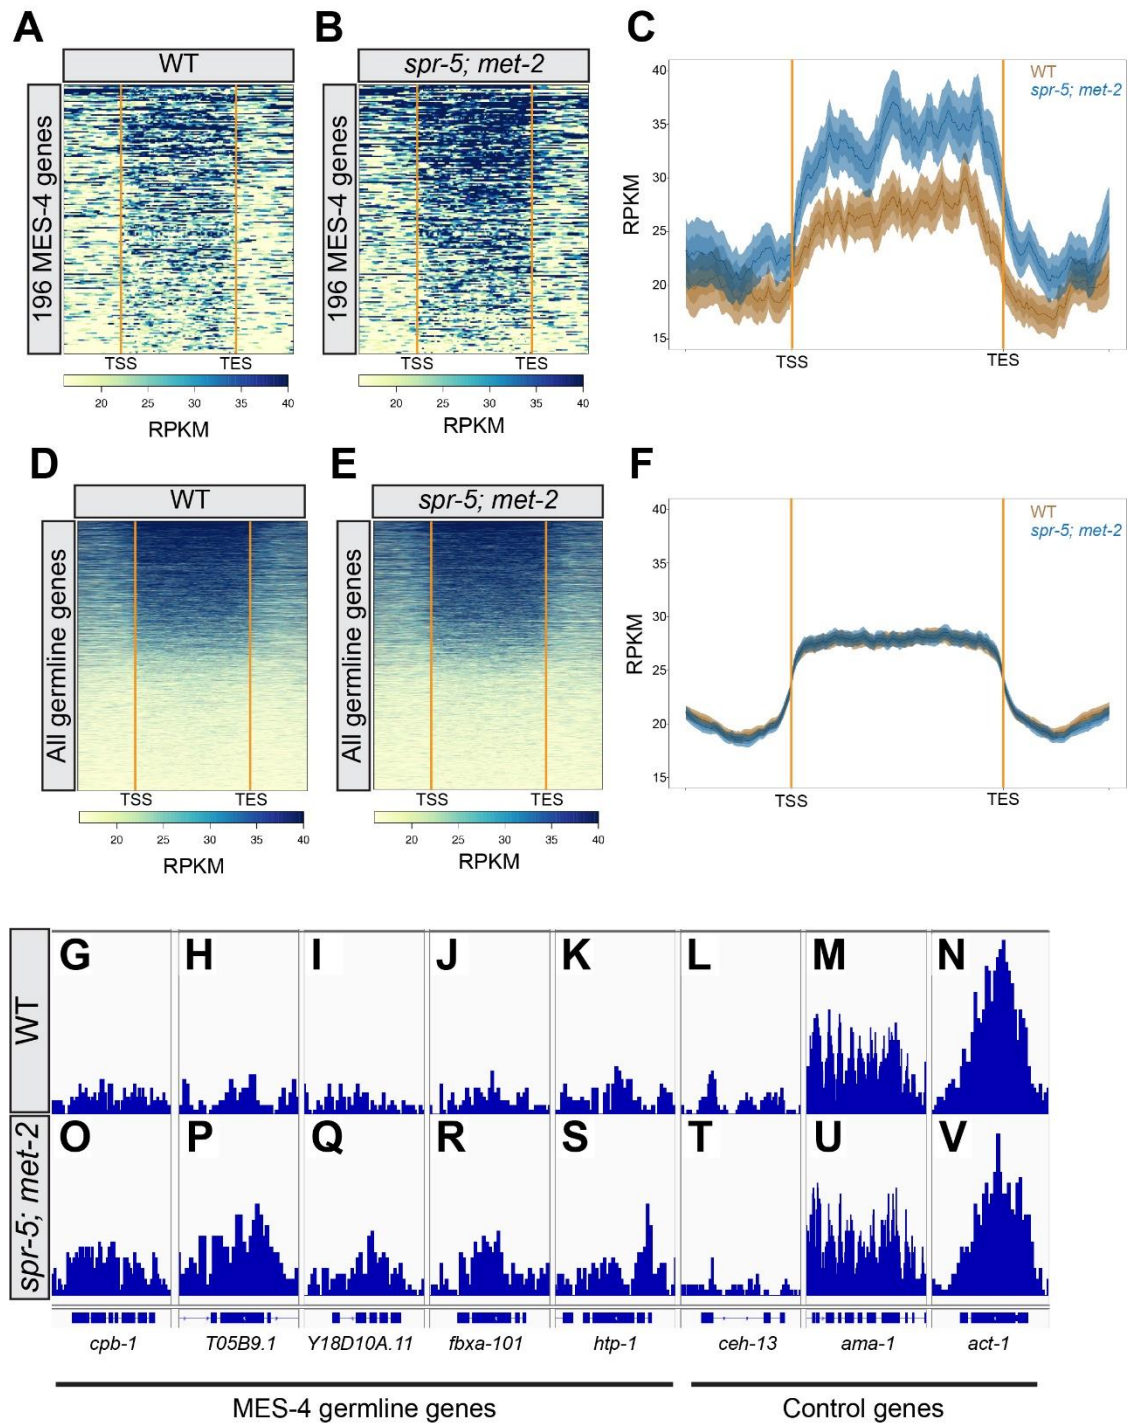 A
B
C
WT
spr-5; met-2
196 MES-4 genes
196 MES-4 genes
TSS TES
TSS TES
20 25 30 35 40
20 25 30 35 40
RPKM
RPKM
WT
spr-5; met-2
RPKM
40
35
30
25
20
15
TSS TES
D
E
F
WT
spr-5; met-2
All germline genes
All germline genes
TSS TES
TSS TES
20 25 30 35 40
20 25 30 35 40
RPKM
RPKM
WT
spr-5; met-2
RPKM
40
35
30
25
20
15
TSS TES
WT
G H I J K L M N
spr-5; met-2
O P Q R S T U V
cpb-1 T05B9.1 Y18D10A.11 fbxa-101 htp-1 ceh-13 ama-1 act-1
MES-4 germline genes Control genes